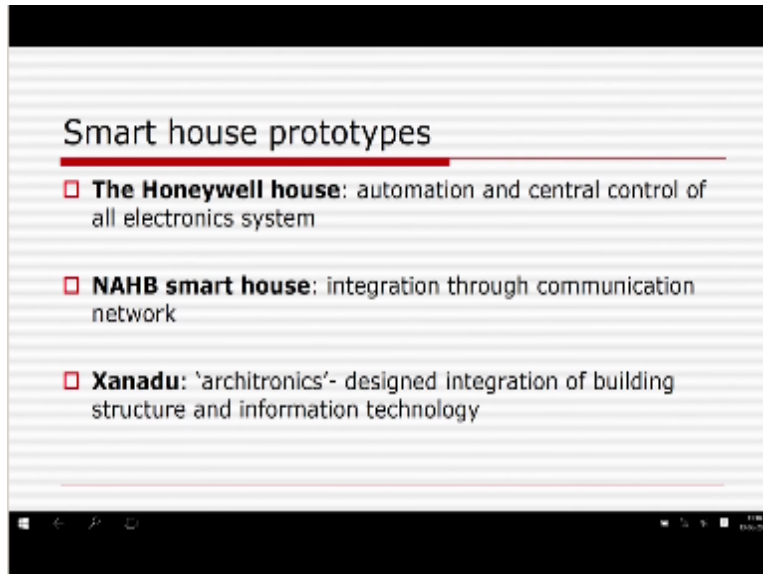 Smart house prototypes
The Honeywell house: automation and central control of
all electronics system
NAHB smart house: integration through communication
network
Xanadu: ‘architronics’- designed integration of building
structure and information technology